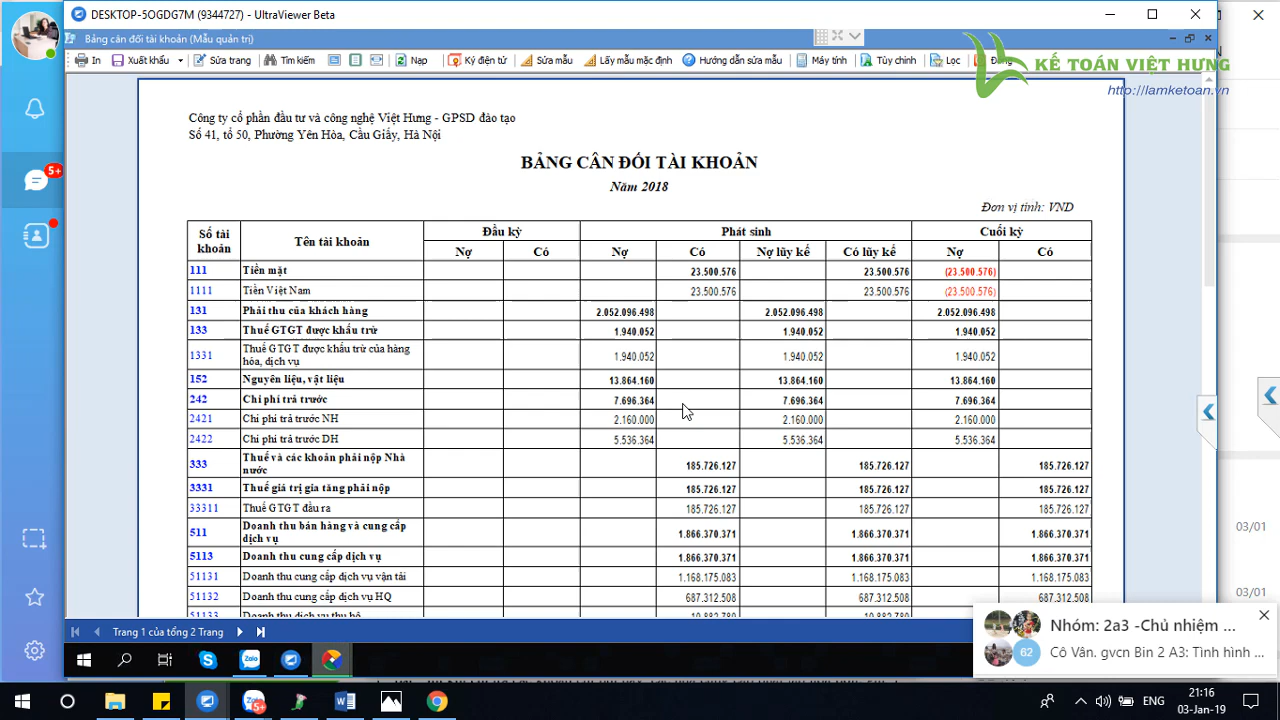 DESKTOP-5OGDG7M (9344727) - UltraViewer Beta
Bảng cân đối tài khoản (Mẫu quản trị)
In Xuất khẩu Sửa trang Tìm kiếm Nạp Ký điện tử Sửa mẫu Lấy mẫu mặc định Hướng dẫn sửa mẫu Máy tính Tùy chỉnh Lọc
KẾ TOÁN VIỆT HƯNG
http://lamketoan.vn
Công ty cổ phần đầu tư và công nghệ Việt Hưng - GPSD đào tạo
Số 41, tổ 50, Phường Yên Hòa, Cầu Giấy, Hà Nội
BẢNG CÂN ĐỐI TÀI KHOẢN
Năm 2018
Đơn vị tính: VND
Số tài khoản Tên tài khoản Đầu kỳ Phát sinh Cuối kỳ
Nợ Có Nợ Có Nợ lũy kế Có lũy kế Nợ Có
111 Tiền mặt 23.500.576 23.500.576 (23.500.576)
1111 Tiền Việt Nam 23.500.576 23.500.576 (23.500.576)
131 Phải thu của khách hàng 2.052.096.498 2.052.096.498 2.052.096.498
133 Thuế GTGT được khấu trừ 1.940.052 1.940.052 1.940.052
1331 Thuế GTGT được khấu trừ của hàng hóa, dịch vụ 1.940.052 1.940.052 1.940.052
152 Nguyên liệu, vật liệu 13.864.160 13.864.160 13.864.160
242 Chi phí trả trước 7.696.364 7.696.364 7.696.364
2421 Chi phí trả trước NH 2.160.000 2.160.000 2.160.000
2422 Chi phí trả trước DH 5.536.364 5.536.364 5.536.364
333 Thuế và các khoản phải nộp Nhà nước 185.726.127 185.726.127 185.726.127
3331 Thuế giá trị gia tăng phải nộp 185.726.127 185.726.127 185.726.127
33311 Thuế GTGT đầu ra 185.726.127 185.726.127 185.726.127
511 Doanh thu bán hàng và cung cấp dịch vụ 1.866.370.371 1.866.370.371 1.866.370.371
5113 Doanh thu cung cấp dịch vụ 1.866.370.371 1.866.370.371 1.866.370.371
51131 Doanh thu cung cấp dịch vụ vận tải 1.168.175.083 1.168.175.083 1.168.175.083
51132 Doanh thu cung cấp dịch vụ HQ 687.312.508 687.312.508 687.312.508
51133 Doanh thu dịch vụ thu hộ 10.882.780 10.882.780
Trang 1 của tổng 2 Trang
5+
03/01
03/01
Nhóm: 2a3 -Chủ nhiệm ...
62 Cô Vân. gvcn Bin 2 A3: Tình hình ...
5+
ENG
21:16
03-Jan-19